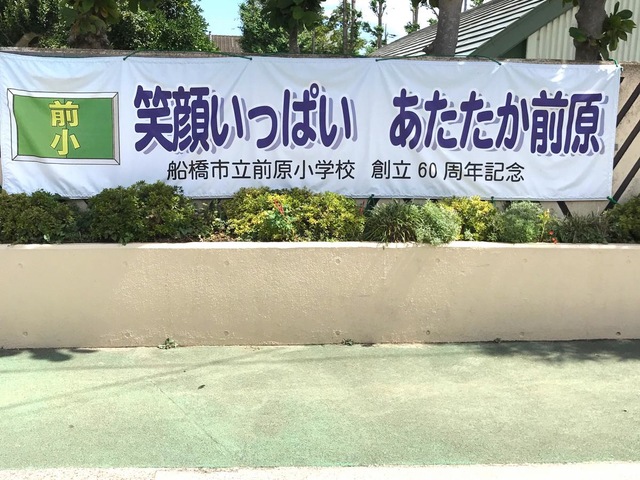 前小
笑顔いっぱい あたたか前原
船橋市立前原小学校 創立60周年記念